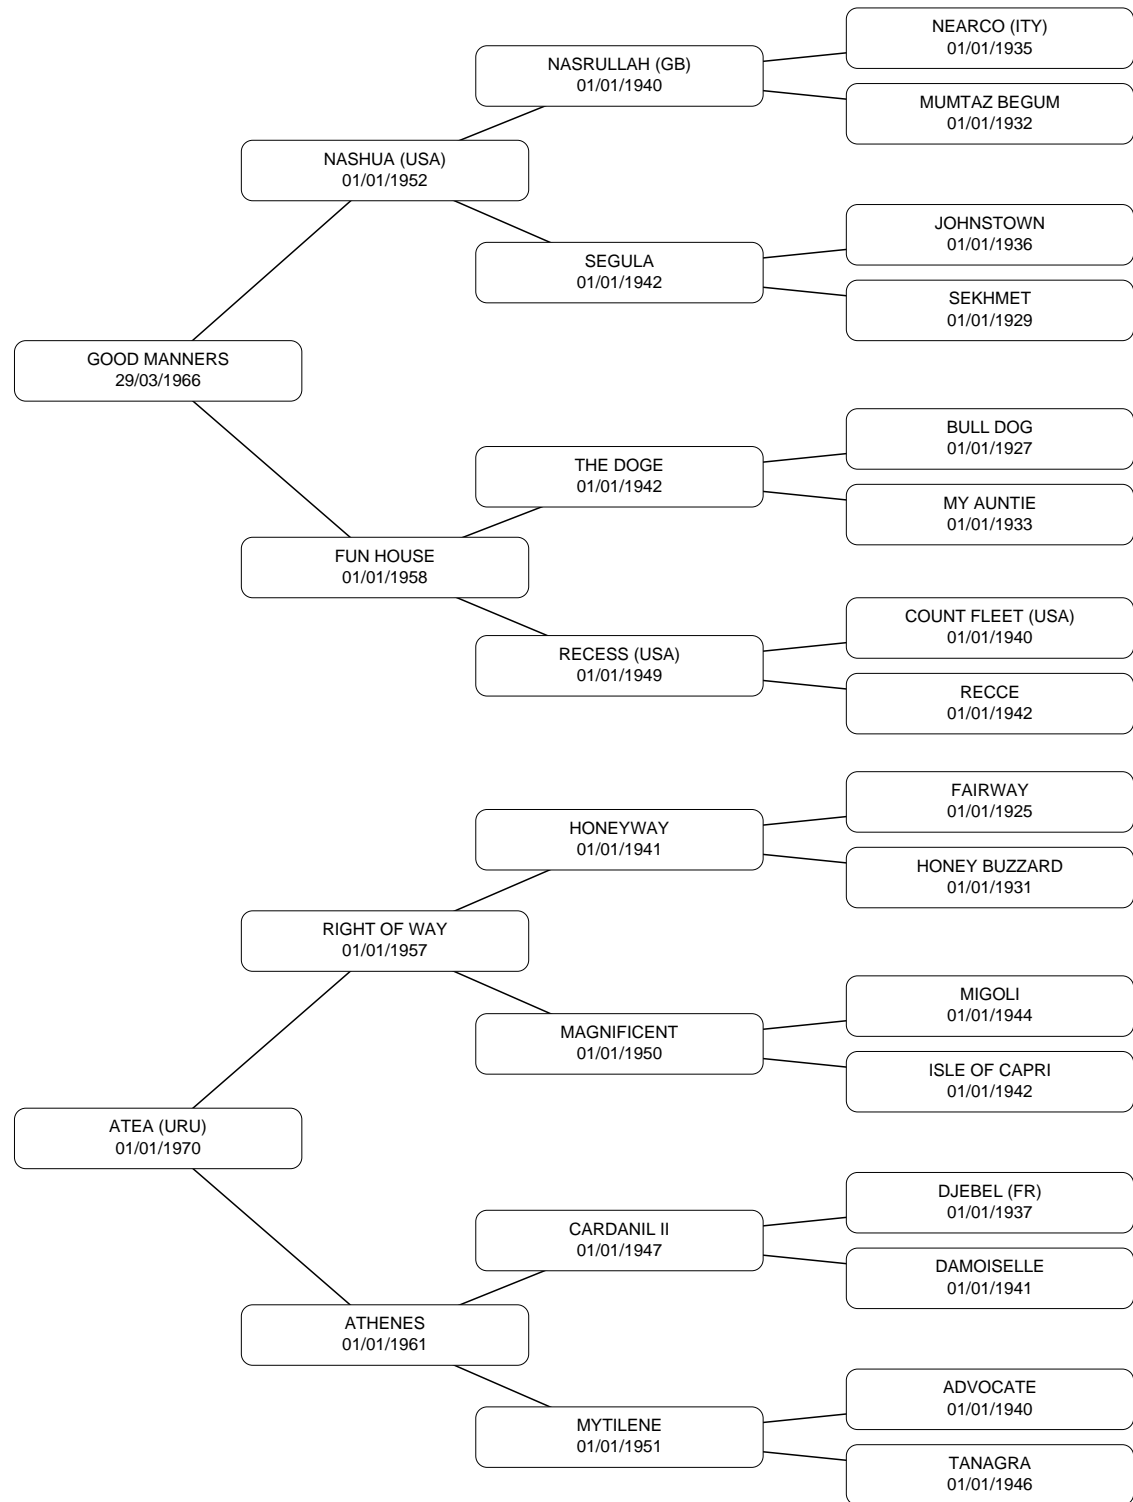 NEARCO (ITY)
01/01/1935
NASRULLAH (GB)
01/01/1940
MUMTAZ BEGUM
01/01/1932
NASHUA (USA)
01/01/1952
JOHNSTOWN
01/01/1936
SEGULA
01/01/1942
SEKHMET
01/01/1929
GOOD MANNERS
29/03/1966
BULL DOG
01/01/1927
THE DOGE
01/01/1942
MY AUNTIE
01/01/1933
FUN HOUSE
01/01/1958
COUNT FLEET (USA)
01/01/1940
RECESS (USA)
01/01/1949
RECCE
01/01/1942
FAIRWAY
01/01/1925
HONEYWAY
01/01/1941
HONEY BUZZARD
01/01/1931
RIGHT OF WAY
01/01/1957
MIGOLI
01/01/1944
MAGNIFICENT
01/01/1950
ISLE OF CAPRI
01/01/1942
ATEA (URU)
01/01/1970
DJEBEL (FR)
01/01/1937
CARDANIL II
01/01/1947
DAMOISELLE
01/01/1941
ATHENES
01/01/1961
ADVOCATE
01/01/1940
MYTILENE
01/01/1951
TANAGRA
01/01/1946